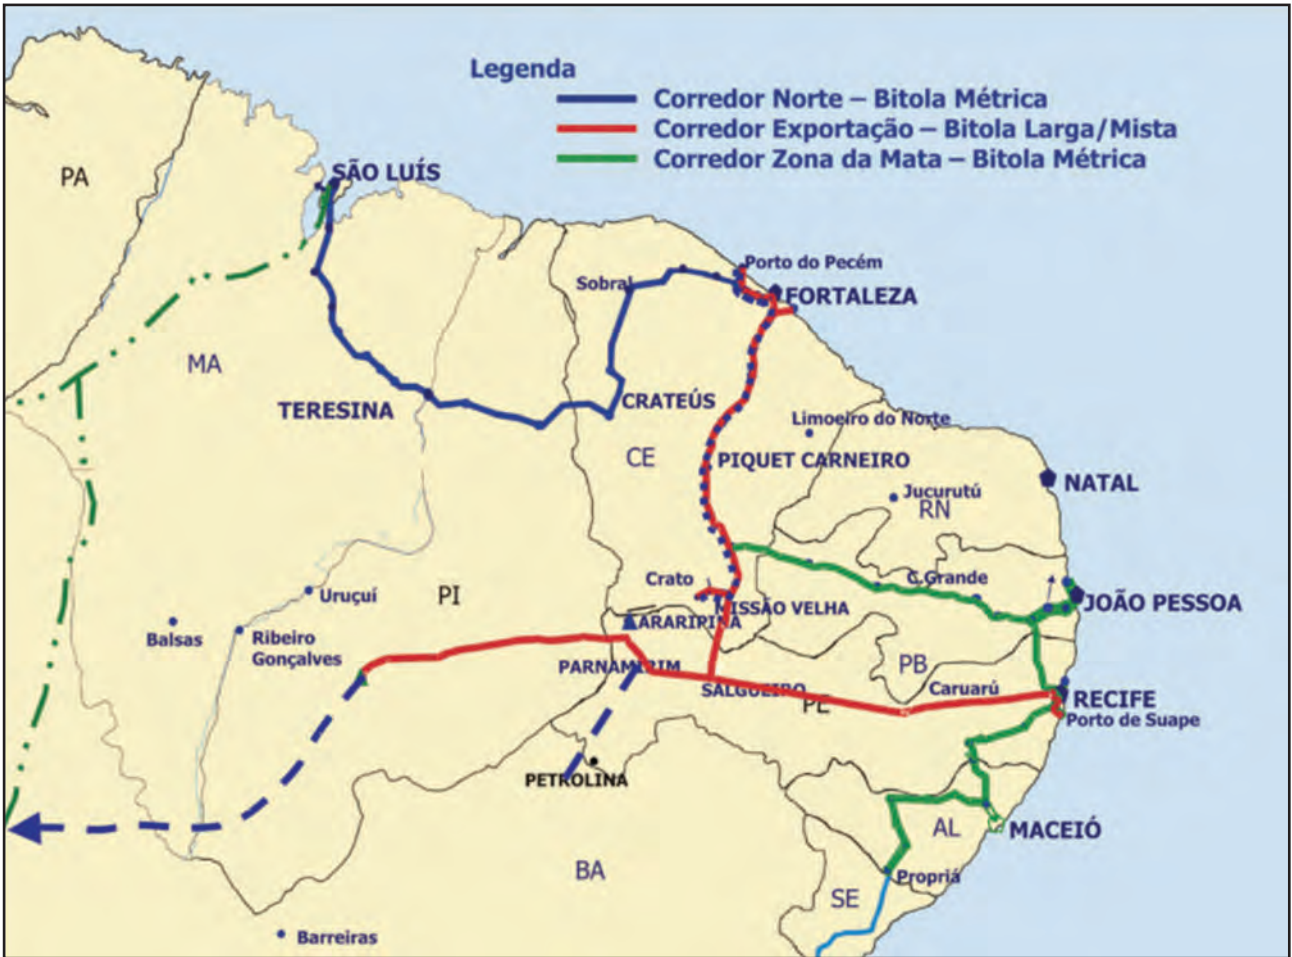 Legenda
Corredor Norte – Bitola Métrica
Corredor Exportação – Bitola Larga/Mista
Corredor Zona da Mata – Bitola Métrica
PA
SÃO LUÍS
Porto do Pecém
Sobral
FORTALEZA
MA
TERESINA
CRATEÚS
Limoeiro do Norte
CE
PIQUET CARNEIRO
NATAL
Jucurutú
RN
Crato
C.Grande
Uruçuí
PI
MISSÃO VELHA
JOÃO PESSOA
ARARIPINA
Balsas
Ribeiro
Gonçalves
PARNAMIRIM
PB
SALGUEIRO
Caruarú
PE
RECIFE
Porto de Suape
PETROLINA
AL
MACEIÓ
BA
Propriá
SE
Barreiras